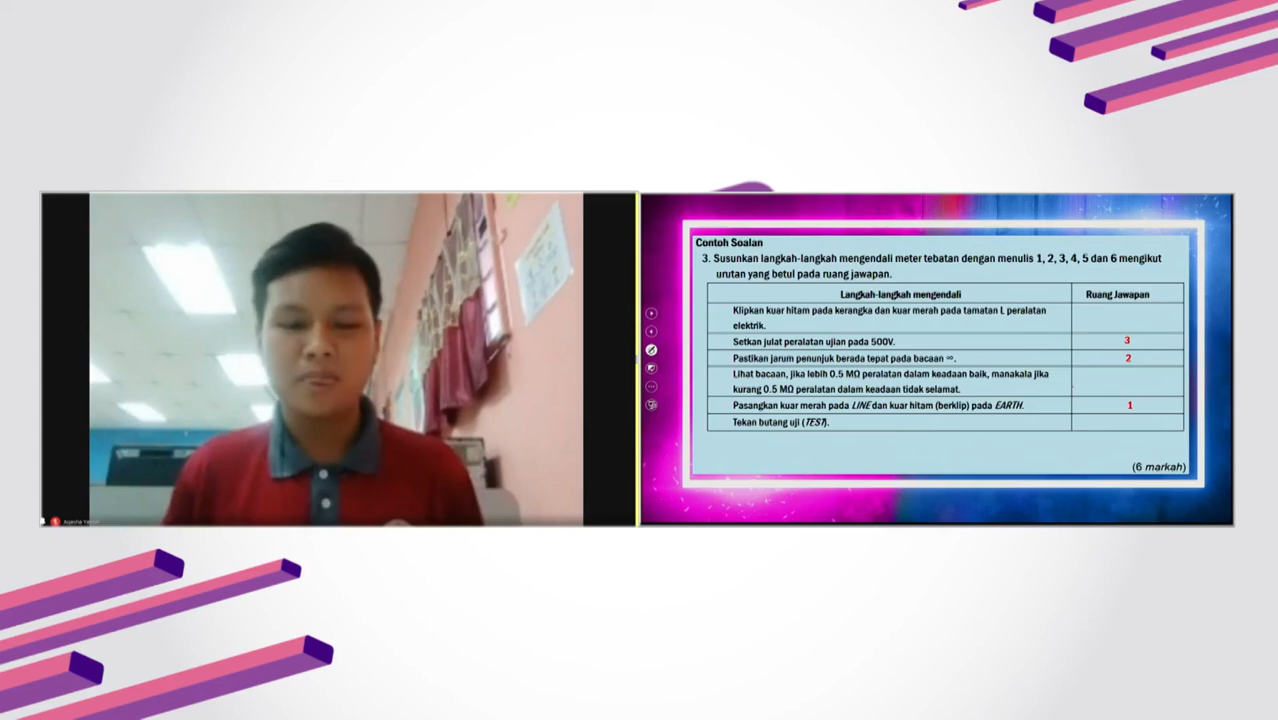 Contoh Soalan
3. Susunkan langkah-langkah mengendali meter tebatan dengan menulis 1, 2, 3, 4, 5 dan 6 mengikut
urutan yang betul pada ruang jawapan.
Langkah-langkah mengendali Ruang Jawapan
Klipkan kuar hitam pada kerangka dan kuar merah pada tamatan L peralatan
elektrik.
Setkan julat peralatan ujian pada 500V. 3
Pastikan jarum penunjuk berada tepat pada bacaan ∞. 2
Lihat bacaan, jika lebih 0.5 MΩ peralatan dalam keadaan baik, manakala jika
kurang 0.5 MΩ peralatan dalam keadaan tidak selamat.
Pasangkan kuar merah pada LINE dan kuar hitam (berklip) pada EARTH. 1
Tekan butang uji (TEST).
(6 markah)